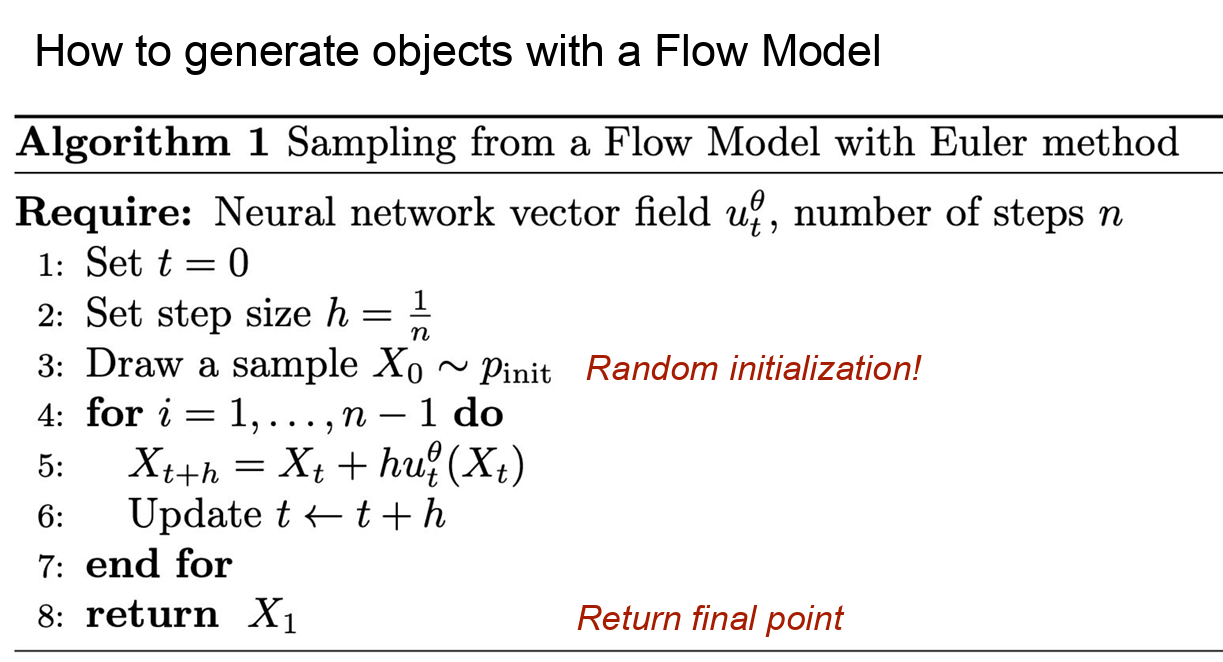 How to generate objects with a Flow Model
Algorithm 1 Sampling from a Flow Model with Euler method
Require: Neural network vector field $u_t^\theta$, number of steps $n$
1: Set $t = 0$
2: Set step size $h = \frac{1}{n}$
3: Draw a sample $X_0 \sim p_{\text{init}}$ Random initialization!
4: for $i = 1, \ldots, n - 1$ do
5: $X_{t+h} = X_t + hu_t^\theta(X_t)$
6: Update $t \leftarrow t + h$
7: end for
8: return $X_1$ Return final point